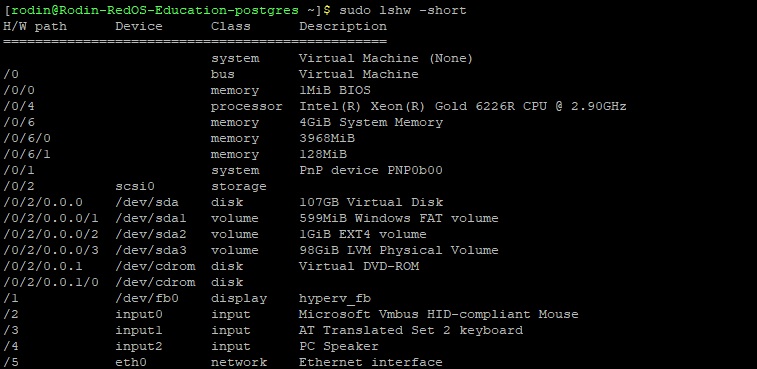 [rodin@Rodin-RedOS-Education-postgres ~]$ sudo lshw -short
H/W path      Device      Class      Description
================================================
                          system     Virtual Machine (None)
/0                        bus        Virtual Machine
/0/0                      memory     1MiB BIOS
/0/4                      processor  Intel(R) Xeon(R) Gold 6226R CPU @ 2.90GHz
/0/6                      memory     4GiB System Memory
/0/6/0                    memory     3968MiB
/0/6/1                    memory     128MiB
/0/1                      system     PnP device PNP0b00
/0/2          scsi0       storage
/0/2/0.0.0    /dev/sda    disk       107GB Virtual Disk
/0/2/0.0.0/1  /dev/sda1   volume     599MiB Windows FAT volume
/0/2/0.0.0/2  /dev/sda2   volume     1GiB EXT4 volume
/0/2/0.0.0/3  /dev/sda3   volume     98GiB LVM Physical Volume
/0/2/0.0.1    /dev/cdrom  disk       Virtual DVD-ROM
/0/2/0.0.1/0  /dev/cdrom  disk
/1            /dev/fb0    display    hyperv_fb
/2            input0      input      Microsoft Vmbus HID-compliant Mouse
/3            input1      input      AT Translated Set 2 keyboard
/4            input2      input      PC Speaker
/5            eth0        network    Ethernet interface